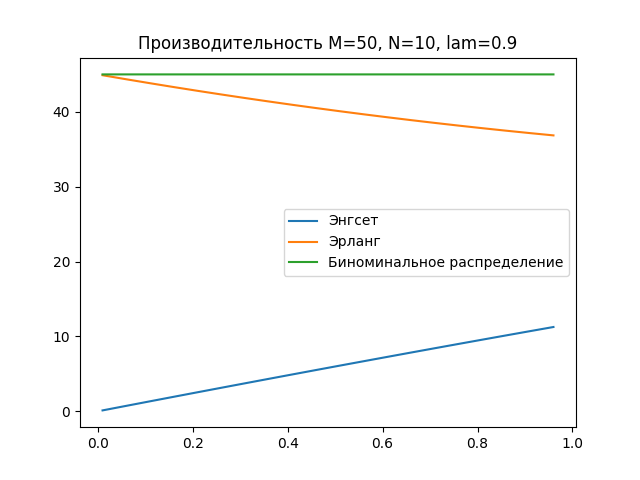 Производительность M=50, N=10, lam=0.9
40
30
20
10
0
Энгсет
Эрланг
Биноминальное распределение
0.0 0.2 0.4 0.6 0.8 1.0